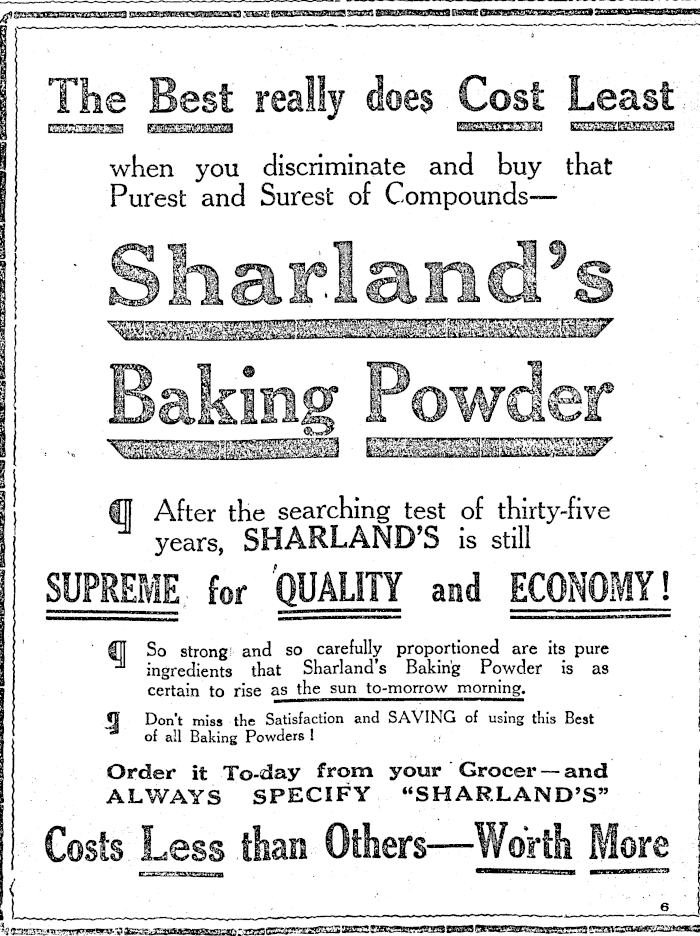 The Best really does Cost Least
when you discriminate and buy that
Purest and Surest of Compounds—
Sharland's
Baking Powder
¶ After the searching test of thirty-five
years, SHARLAND'S is still
SUPREME for QUALITY and ECONOMY!
¶ So strong and so carefully proportioned are its pure
ingredients that Sharland's Baking Powder is as
certain to rise as the sun to-morrow morning.
¶ Don't miss the Satisfaction and SAVING of using this Best
of all Baking Powders!
Order it To-day from your Grocer—and
ALWAYS SPECIFY "SHARLAND'S"
Costs Less than Others—Worth More
6